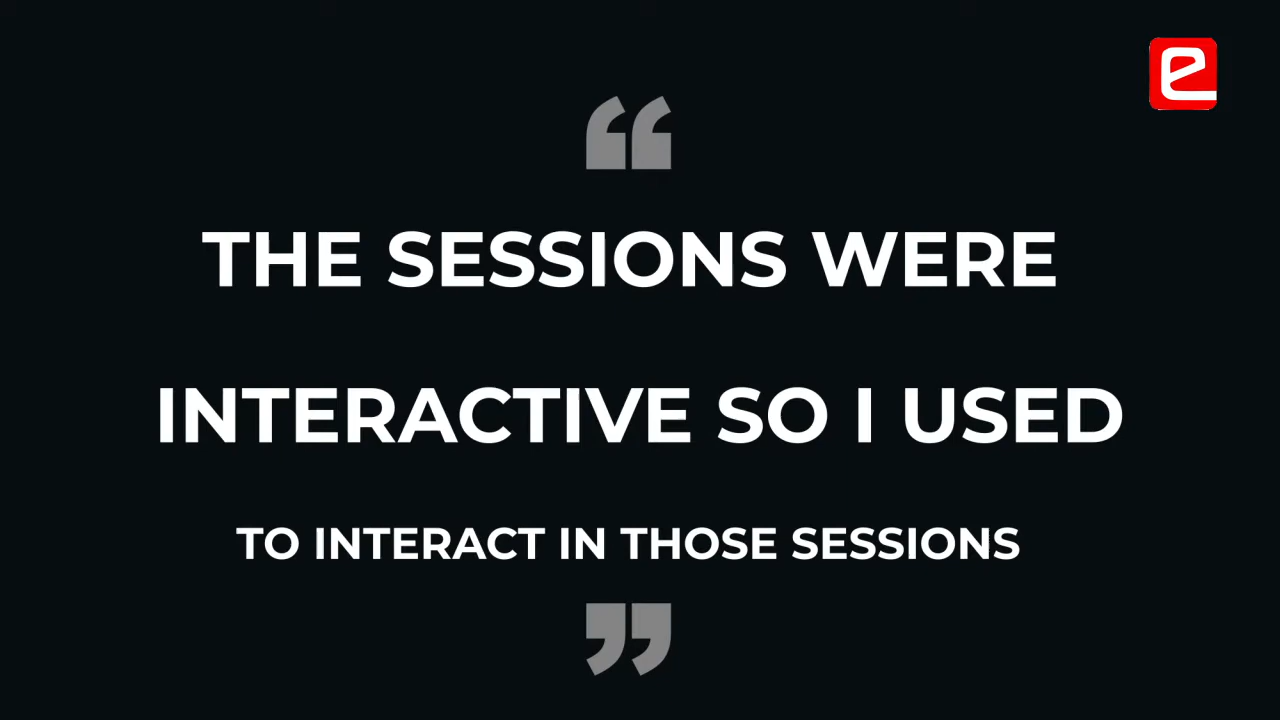 e
“
THE SESSIONS WERE
INTERACTIVE SO I USED
TO INTERACT IN THOSE SESSIONS
”